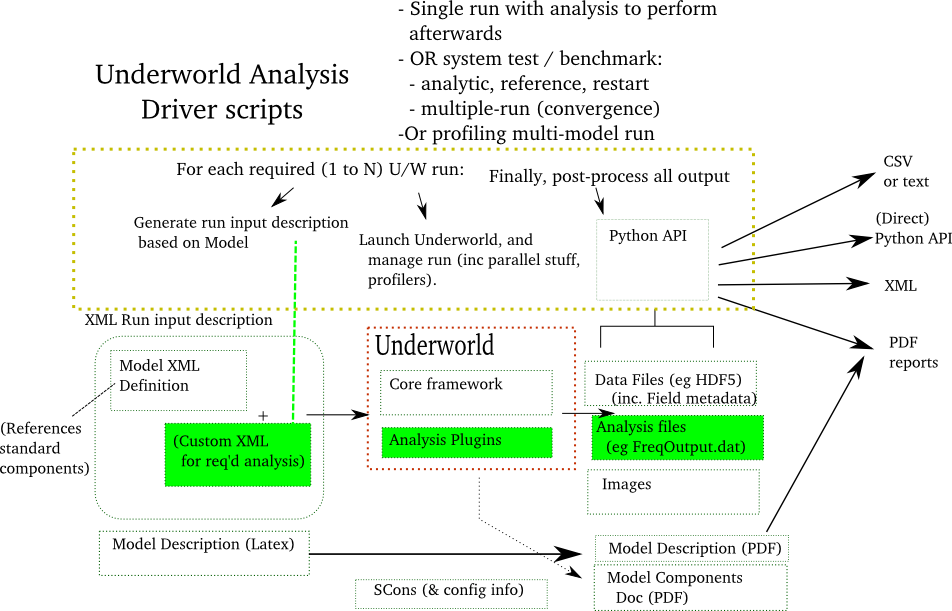 - Single run with analysis to perform
afterwards
- OR system test / benchmark:
- analytic, reference, restart
- multiple-run (convergence)
-Or profiling multi-model run
Underworld Analysis
Driver scripts
For each required (1 to N) U/W run:
Finally, post-process all output
Generate run input description
based on Model
Launch Underworld, and
manage run (inc parallel stuff,
profilers).
Python API
CSV
or text
(Direct)
Python API
XML
PDF
reports
XML Run input description
Model XML
Definition
+
(References
standard
components)
(Custom XML
for req'd analysis)
Underworld
Core framework
Analysis Plugins
Data Files (eg HDF5)
(inc. Field metadata)
Analysis files
(eg FreqOutput.dat)
Images
Model Description (Latex)
Model Description (PDF)
SCons (& config info)
Model Components
Doc (PDF)